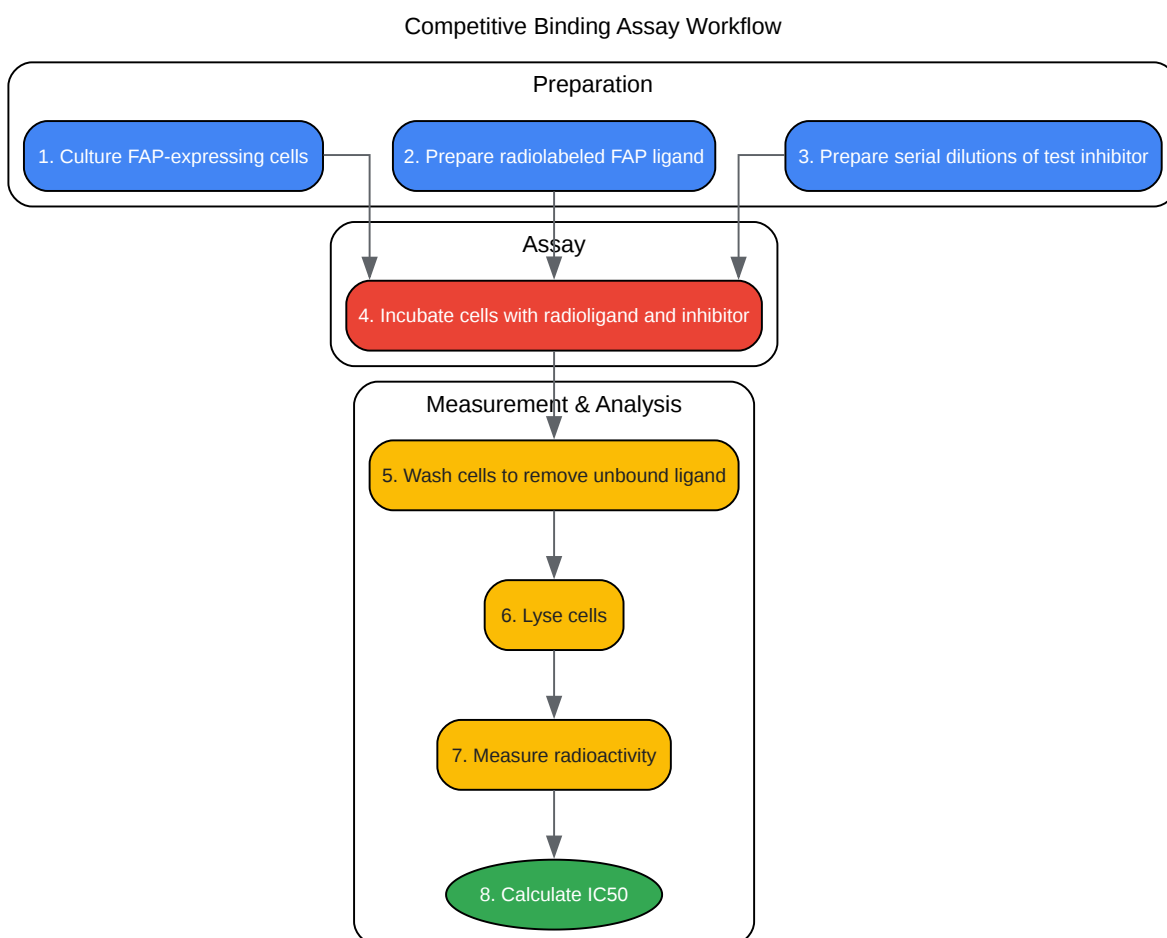 Competitive Binding Assay Workflow
Preparation
1. Culture FAP-expressing cells
2. Prepare radiolabeled FAP ligand
3. Prepare serial dilutions of test inhibitor
Assay
4. Incubate cells with radioligand and inhibitor
Measurement & Analysis
5. Wash cells to remove unbound ligand
6. Lyse cells
7. Measure radioactivity
8. Calculate IC50